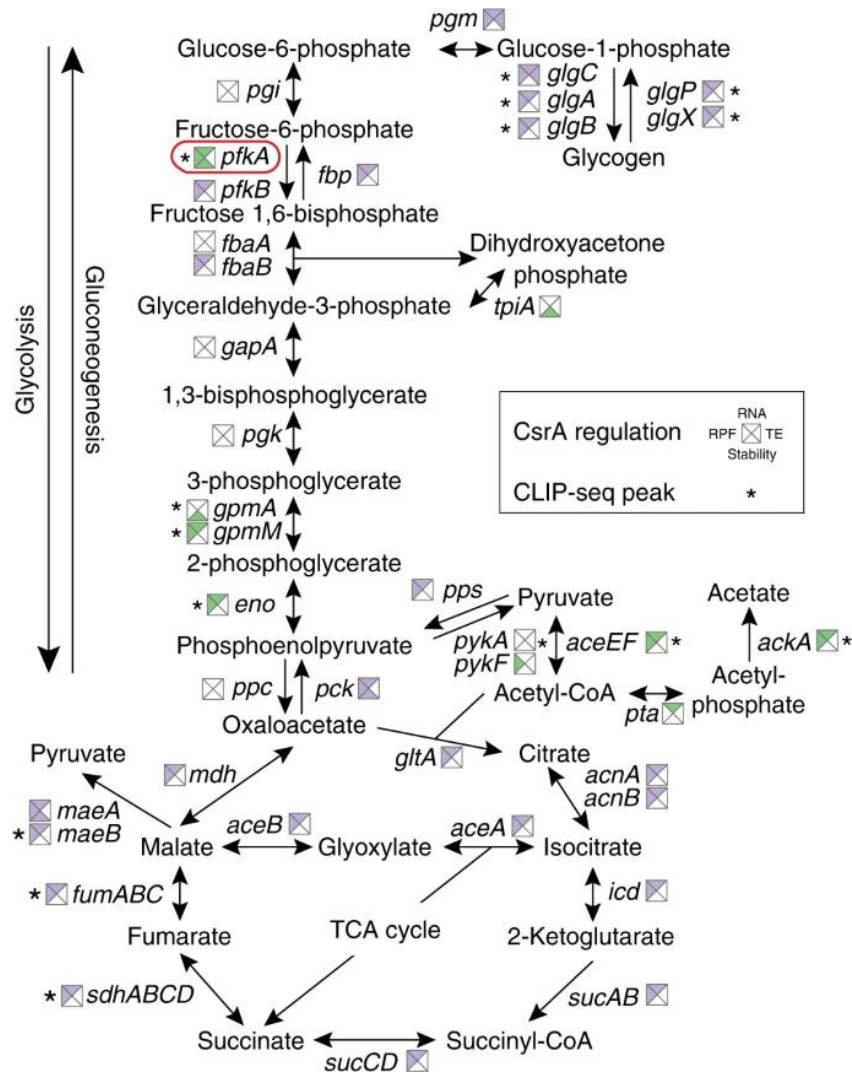 pgm
Glucose-6-phosphate Glucose-1-phosphate
pgi
* glgC
* glgA
* glgB
glgP *
glgX *
Fructose-6-phosphate
Glycogen
* pfkA
pfkB
fbp
Fructose 1,6-bisphosphate
fbaA
fbaB
Dihydroxyacetone
phosphate
Glyceraldehyde-3-phosphate
tpiA
gapA
Glycolysis
Gluconeogenesis
1,3-bisphosphoglycerate
pgk
RNA
CsrA regulation RPF TE
Stability
CLIP-seq peak *
3-phosphoglycerate
* gpmA
* gpmM
2-phosphoglycerate
* eno
pps
Pyruvate
Acetate
Phosphoenolpyruvate
pykA *
pykF
aceEF *
ackA *
ppc
pck
Acetyl-CoA
Acetyl-
phosphate
pta
Oxaloacetate
gltA
Citrate
Pyruvate
mdh
acnA
acnB
maeA
* maeB
Malate
aceB
Glyoxylate
aceA
Isocitrate
* fumABC
icd
Fumarate
TCA cycle
2-Ketoglutarate
* sdhABCD
sucAB
Succinate
sucCD
Succinyl-CoA